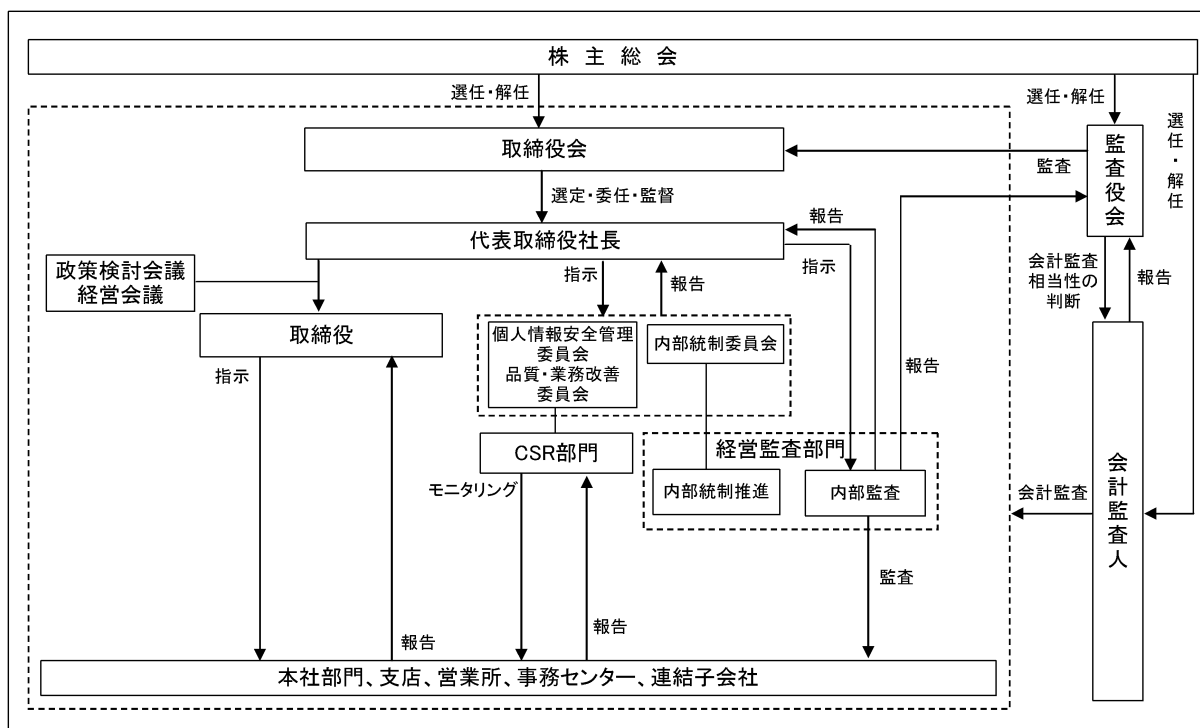 株主総会
選任・解任
選任・解任
選任・解任
取締役会
監査
監査役会
選定・委任・監督
報告
代表取締役社長
政策検討会議
経営会議
指示
報告
指示
会計監査
相当性の
判断
報告
取締役
個人情報安全管理
委員会
品質・業務改善
委員会
内部統制委員会
指示
報告
CSR部門
経営監査部門
モニタリング
内部統制推進
内部監査
会計監査
会計監査人
監査
報告
報告
本社部門、支店、営業所、事務センター、連結子会社